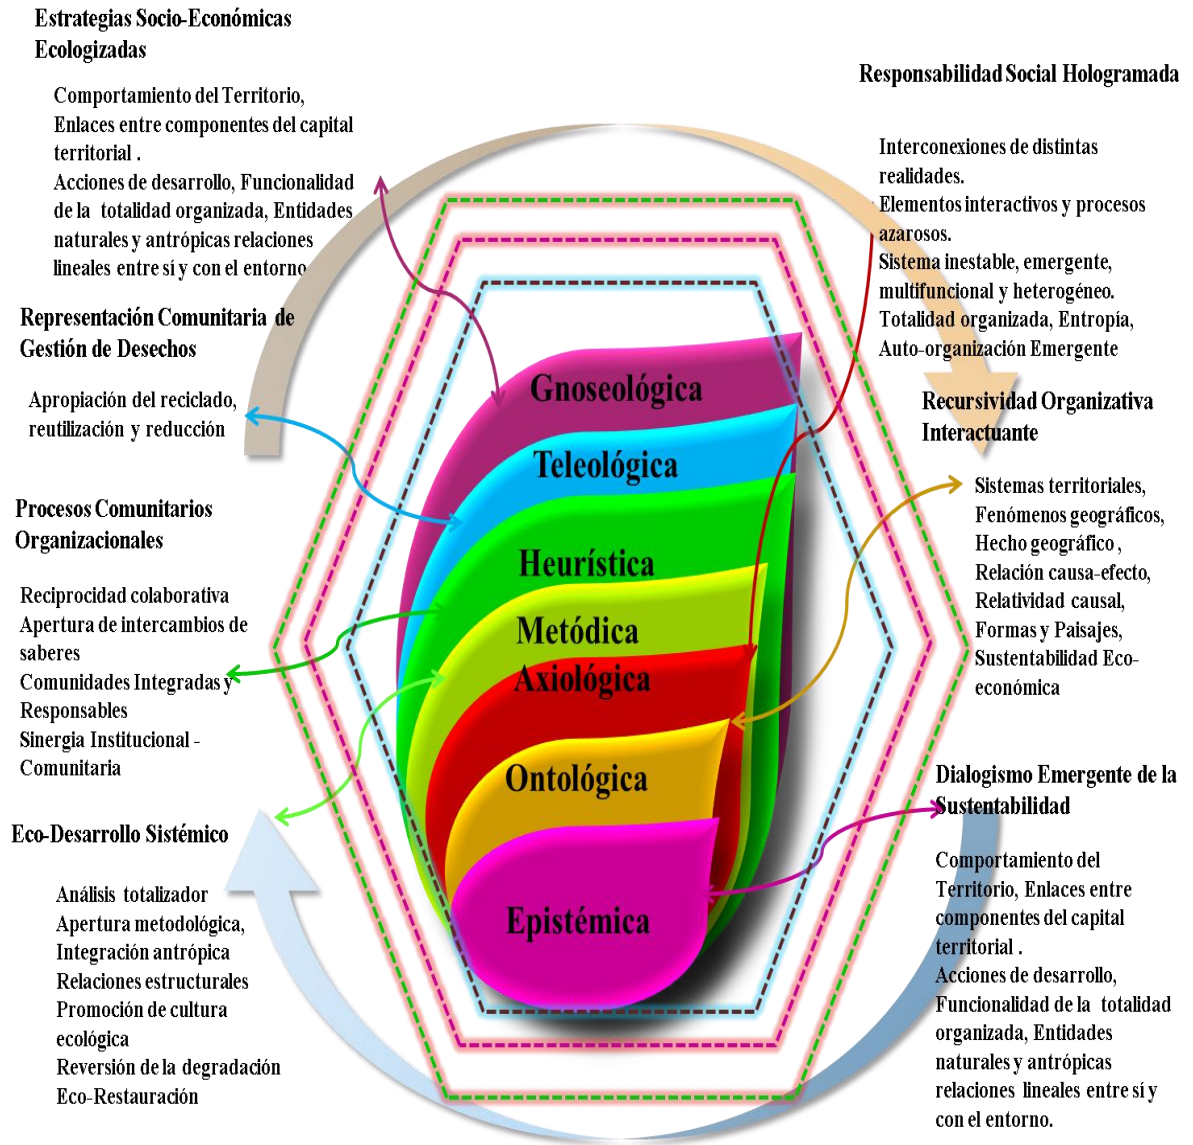 Estrategias Socio-Económicas
Ecologizadas
Comportamiento del Territorio,
Enlaces entre componentes del capital
territorial .
Acciones de desarrollo, Funcionalidad
de la totalidad organizada, Entidades
naturales y antrópicas relaciones
lineales entre sí y con el entorno
Representación Comunitaria de
Gestión de Desechos
Apropiación del reciclado,
reutilización y reducción
Procesos Comunitarios
Organizacionales
Reciprocidad colaborativa
Apertura de intercambios de
saberes
Comunidades Integradas y
Responsables
Sinergia Institucional -
Comunitaria
Eco-Desarrollo Sistémico
Análisis totalizador
Apertura metodológica,
Integración antrópica
Relaciones estructurales
Promoción de cultura
ecológica
Reversión de la degradación
Eco-Restauración
Gnoseológica
Teleológica
Heurística
Metódica
Axiológica
Ontológica
Epistémica
Responsabilidad Social Hologramada
Interconexiones de distintas
realidades.
Elementos interactivos y procesos
azarosos.
Sistema inestable, emergente,
multifuncional y heterogéneo.
Totalidad organizada, Entropía,
Auto-organización Emergente
Recursividad Organizativa
Interactuante
Sistemas territoriales,
Fenómenos geográficos,
Hecho geográfico ,
Relación causa-efecto,
Relatividad causal,
Formas y Paisajes,
Sustentabilidad Eco-
económica
Dialogismo Emergente de la
Sustentabilidad
Comportamiento del
Territorio, Enlaces entre
componentes del capital
territorial .
Acciones de desarrollo,
Funcionalidad de la totalidad
organizada, Entidades
naturales y antrópicas
relaciones lineales entre sí y
con el entorno.